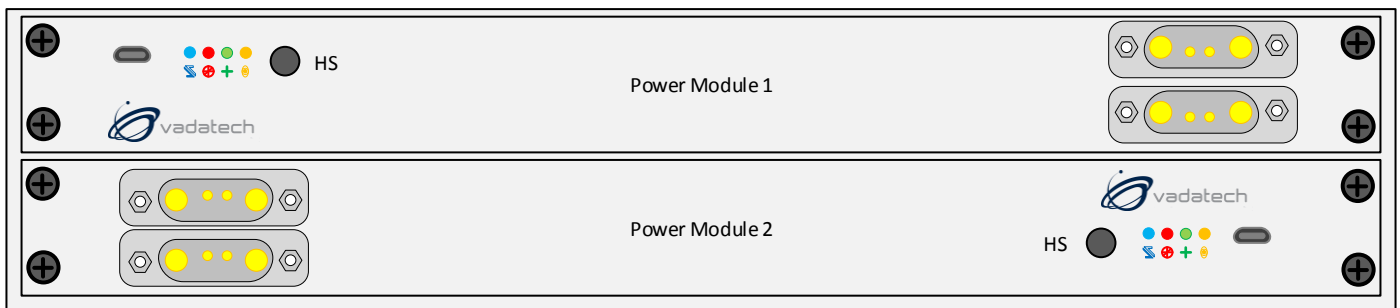 HS
Power Module 1
vadatech
vadatech
Power Module 2
HS